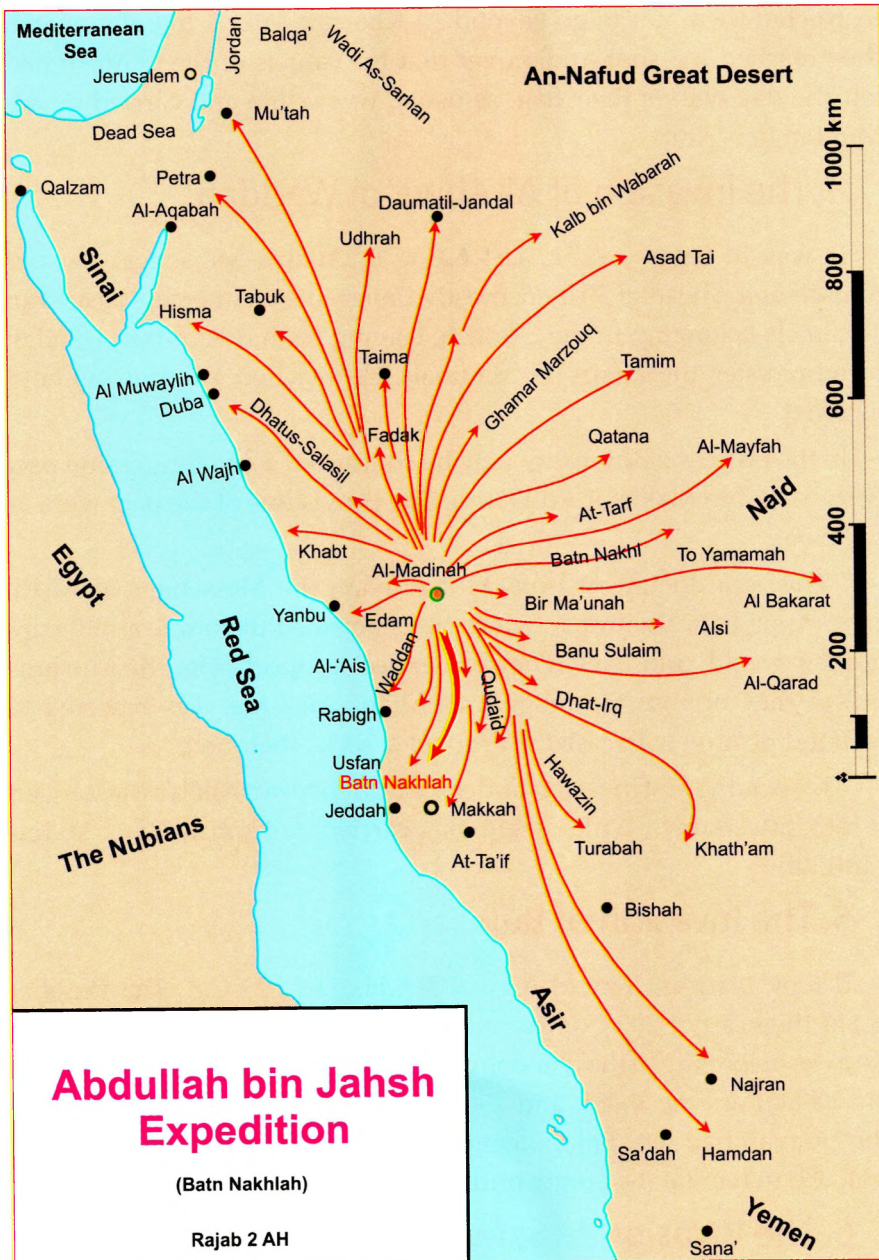 Mediterranean
Sea
Jordan
Balqa'
Wadi As-Sarhan
An-Nafud Great Desert
Jerusalem
Dead Sea
Mu'tah
1000 km
Qalzam
Petra
Al-Aqabah
Daumatil-Jandal
Kalb bin Wabarah
Udhrah
Asad Tai
Sinai
800
Hisma
Tabuk
Taima
Ghamar Marzouq
Tamim
Al Muwaylih
Duba
Dhatus-Salasil
Fadak
600
Qatana
Al-Mayfah
Al Wajh
At-Tarf
Najd
Khabt
Batn Nakhl
To Yamamah
400
Egypt
Al-Madinah
Bir Ma'unah
Al Bakarat
Yanbu
Edam
Alsi
Red Sea
Al-'Ais
Waddan
Banu Sulaim
200
Qudaid
Dhat-Irq
Al-Qarad
Rabigh
Usfan
Batn Nakhlah
Hawazin
Jeddah
Makkah
The Nubians
At-Ta'if
Turabah
Khath'am
Bishah
Asir
Abdullah bin Jahsh
Expedition
(Batn Nakhlah)
Rajab 2 AH
Najran
Sa'dah
Hamdan
Yemen
Sana'